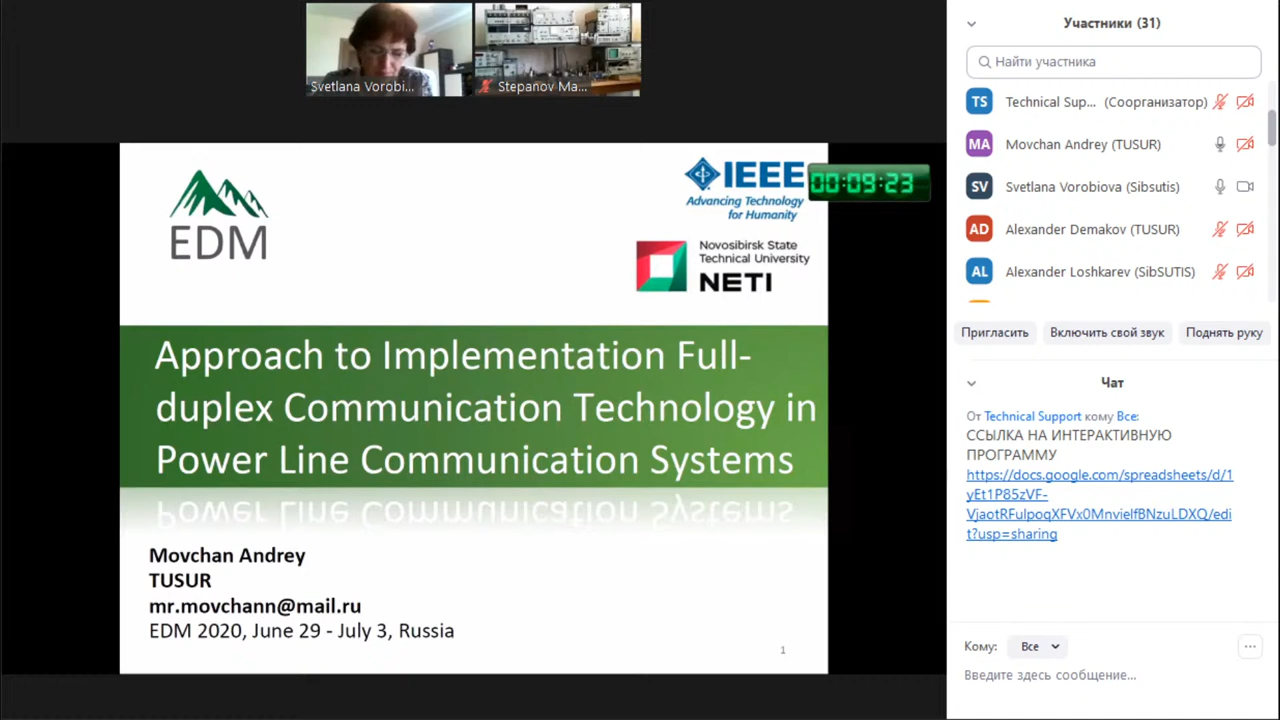 Svetlana Vorobi...
Stepanov Ma...
EDM
IEEE
Advancing Technology
for Humanity
00:09:23
Novosibirsk State
Technical University
NETI
Approach to Implementation Full-
duplex Communication Technology in
Power Line Communication Systems
Movchan Andrey
TUSUR
mr.movchann@mail.ru
EDM 2020, June 29 - July 3, Russia
1
Участники (31)
Найти участника
TS Technical Sup... (Соорганизатор)
MA Movchan Andrey (TUSUR)
SV Svetlana Vorobiova (Sibsutis)
AD Alexander Demakov (TUSUR)
AL Alexander Loshkarev (SibSUTIS)
Пригласить Включить свой звук Поднять руку
Чат
От Technical Support кому Все:
ССЫЛКА НА ИНТЕРАКТИВНУЮ
ПРОГРАММУ
https://docs.google.com/spreadsheets/d/1
yEt1P85zVF-
VjaotRFulpoqXFVx0MnvielfBNzuLDXQ/edi
t?usp=sharing
Кому: Все
Введите здесь сообщение...